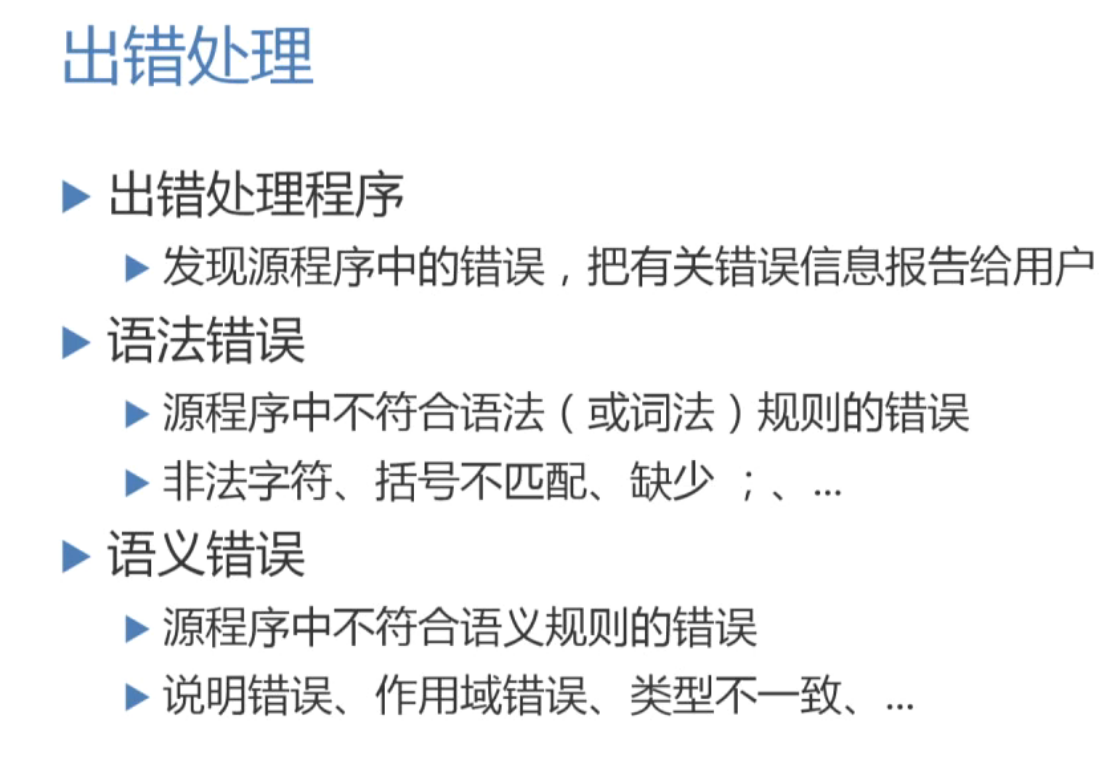 出错处理
出错处理程序
发现源程序中的错误，把有关错误信息报告给用户
语法错误
源程序中不符合语法（或词法）规则的错误
非法字符、括号不匹配、缺少 ；、...
语义错误
源程序中不符合语义规则的错误
说明错误、作用域错误、类型不一致、...